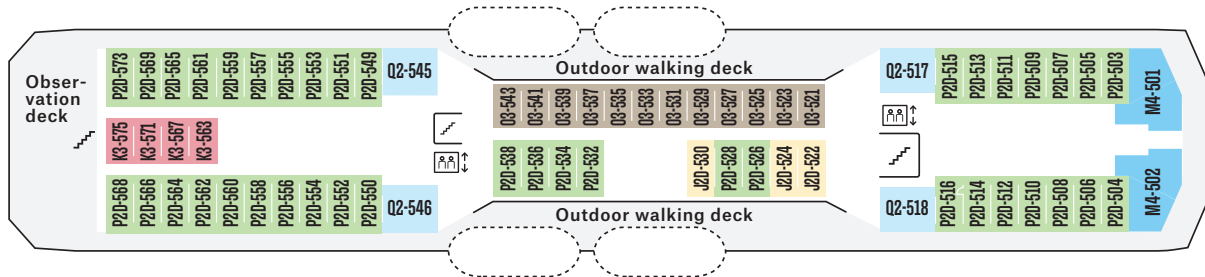 Outdoor walking deck
Obser-
vation
deck
P2D-573
P2D-569
P2D-565
P2D-561
P2D-559
P2D-557
P2D-555
P2D-553
P2D-551
P2D-549
Q2-545
O3-543
O3-541
O3-539
O3-537
O3-535
O3-533
O3-531
O3-529
O3-527
O3-525
O3-523
O3-521
Q2-517
P2D-515
P2D-513
P2D-511
P2D-509
P2D-507
P2D-505
P2D-503
M4-501
K3-575
K3-571
K3-567
K3-563
P2D-538
P2D-536
P2D-534
P2D-532
J2D-530
P2D-528
P2D-526
J2D-524
J2D-522
P2D-568
P2D-566
P2D-564
P2D-562
P2D-560
P2D-558
P2D-556
P2D-554
P2D-552
P2D-550
Q2-546
Outdoor walking deck
Q2-518
P2D-516
P2D-514
P2D-512
P2D-510
P2D-508
P2D-506
P2D-504
M4-502